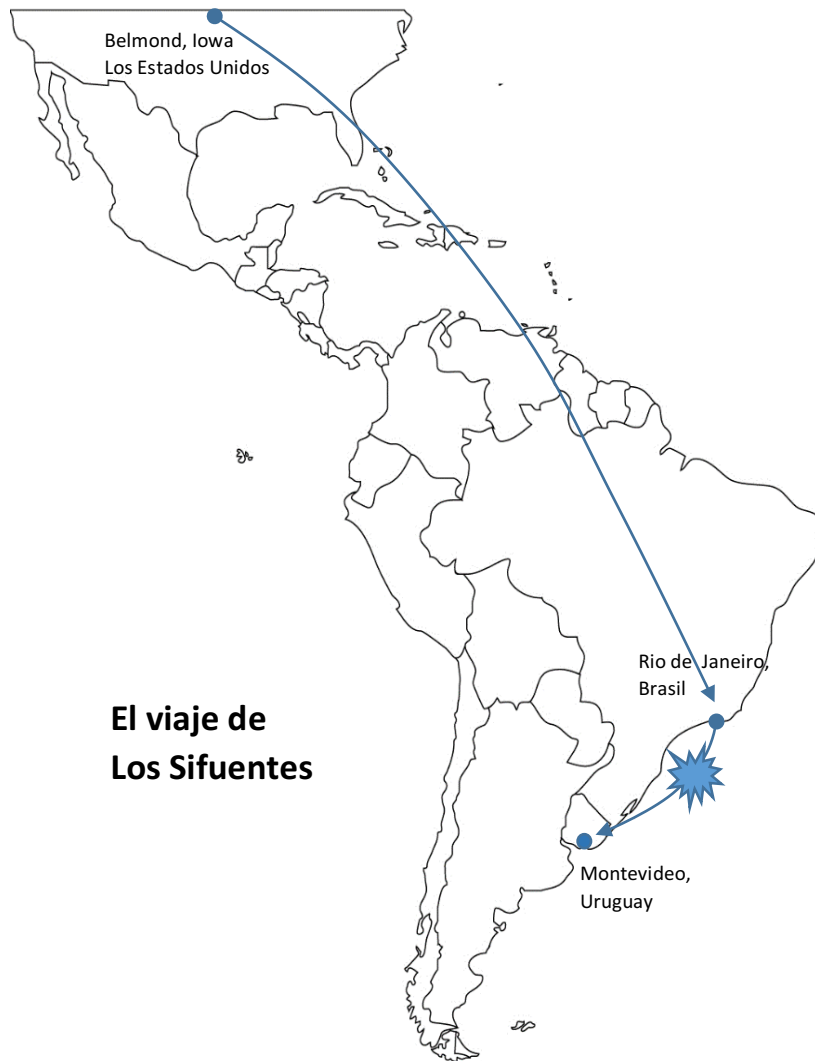 Belmond, Iowa
Los Estados Unidos
Rio de Janeiro,
Brasil
El viaje de
Los Sifuentes
Montevideo,
Uruguay